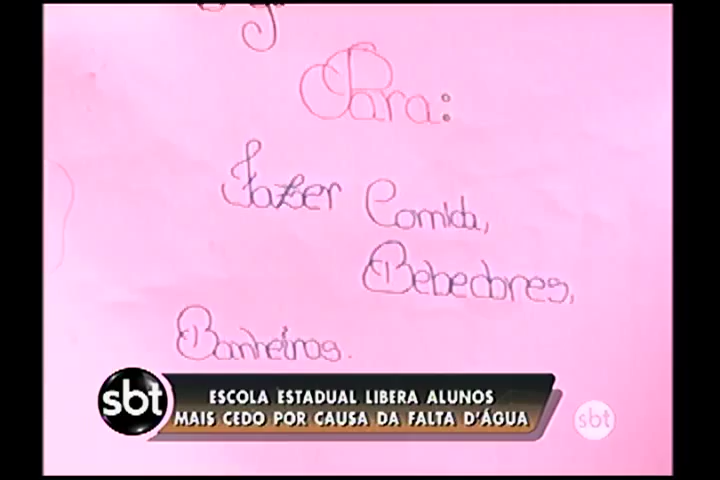 Para:
Fazer Comida,
Bebedores,
Banheiros.
sbt
ESCOLA ESTADUAL LIBERA ALUNOS
MAIS CEDO POR CAUSA DA FALTA D'ÁGUA
sbt